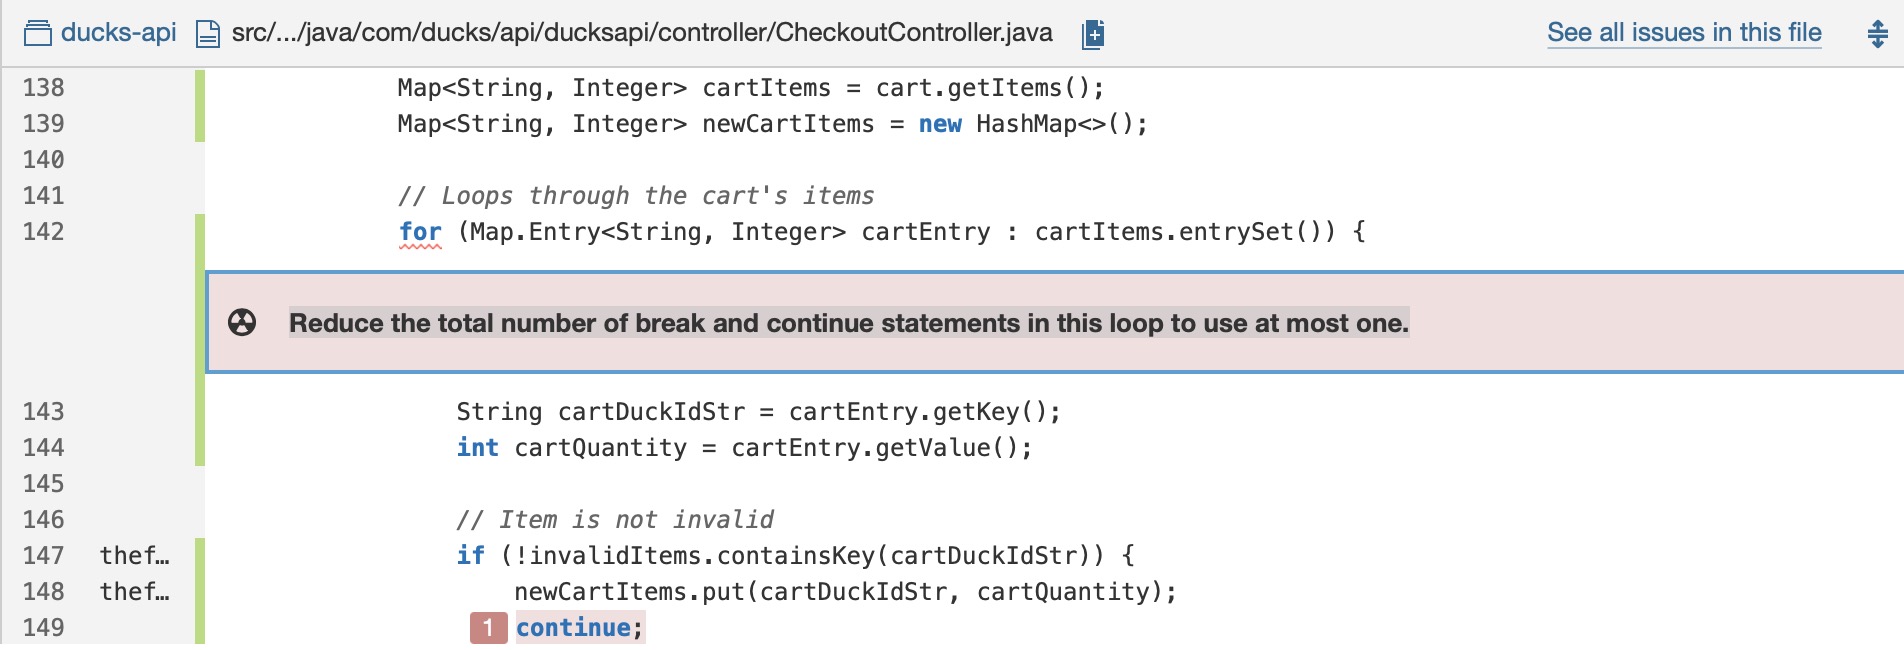 ducks-api src/.../java/com/ducks/api/ducksapi/controller/CheckoutController.java See all issues in this file
138 Map<String, Integer> cartItems = cart.getItems();
139 Map<String, Integer> newCartItems = new HashMap<>();
140
141 // Loops through the cart's items
142 for (Map.Entry<String, Integer> cartEntry : cartItems.entrySet()) {
Reduce the total number of break and continue statements in this loop to use at most one.
143 String cartDuckIdStr = cartEntry.getKey();
144 int cartQuantity = cartEntry.getValue();
145
146 // Item is not invalid
147 thef… if (!invalidItems.containsKey(cartDuckIdStr)) {
148 thef… newCartItems.put(cartDuckIdStr, cartQuantity);
149 1 continue;